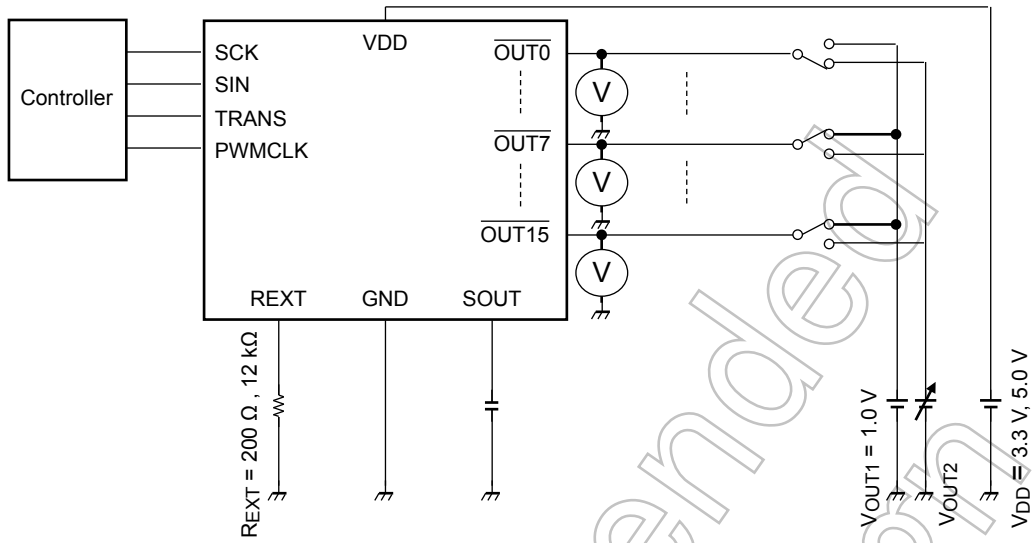 Controller
SCK
SIN
TRANS
PWMCLK
VDD
OUT0
OUT7
OUT15
V
V
V
REXT
GND
SOUT
REXT = 200 Ω , 12 kΩ
VOUT1 = 1.0 V
VOUT2
VDD = 3.3 V, 5.0 V
ended